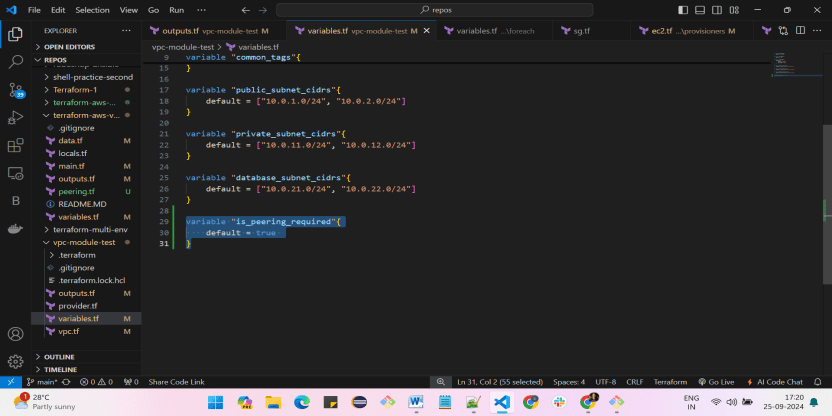 File Edit Selection View Go Run ··· repos
EXPLORER ···
OPEN EDITORS
REPOS
shell-practice-second
Terraform-1
terraform-aws-...
terraform-aws-v...
.gitignore
data.tf M
locals.tf
main.tf M
outputs.tf M
peering.tf U
README.MD
variables.tf M
terraform-multi-env
vpc-module-test
.terraform
.gitignore
.terraform.lock.hcl
outputs.tf M
provider.tf
variables.tf M
vpc.tf M
OUTLINE
TIMELINE
outputs.tf vpc-module-test M variables.tf vpc-module-test M variables.tf ...\foreach sg.tf ec2.tf ...\provisioners M
vpc-module-test > variables.tf
9 variable "common_tags"{
15 }
16
17 variable "public_subnet_cidrs"{
18 default = ["10.0.1.0/24", "10.0.2.0/24"]
19 }
20
21 variable "private_subnet_cidrs"{
22 default = ["10.0.11.0/24", "10.0.12.0/24"]
23 }
24
25 variable "database_subnet_cidrs"{
26 default = ["10.0.21.0/24", "10.0.22.0/24"]
27 }
28
29 variable "is_peering_required"{
30 default = true
31 }
main* 0 0 0 Share Code Link Ln 31, Col 2 (55 selected) Spaces: 4 UTF-8 CRLF Terraform Go Live AI Code Chat
28°C
Partly sunny
ENG
IN
17:20
25-09-2024